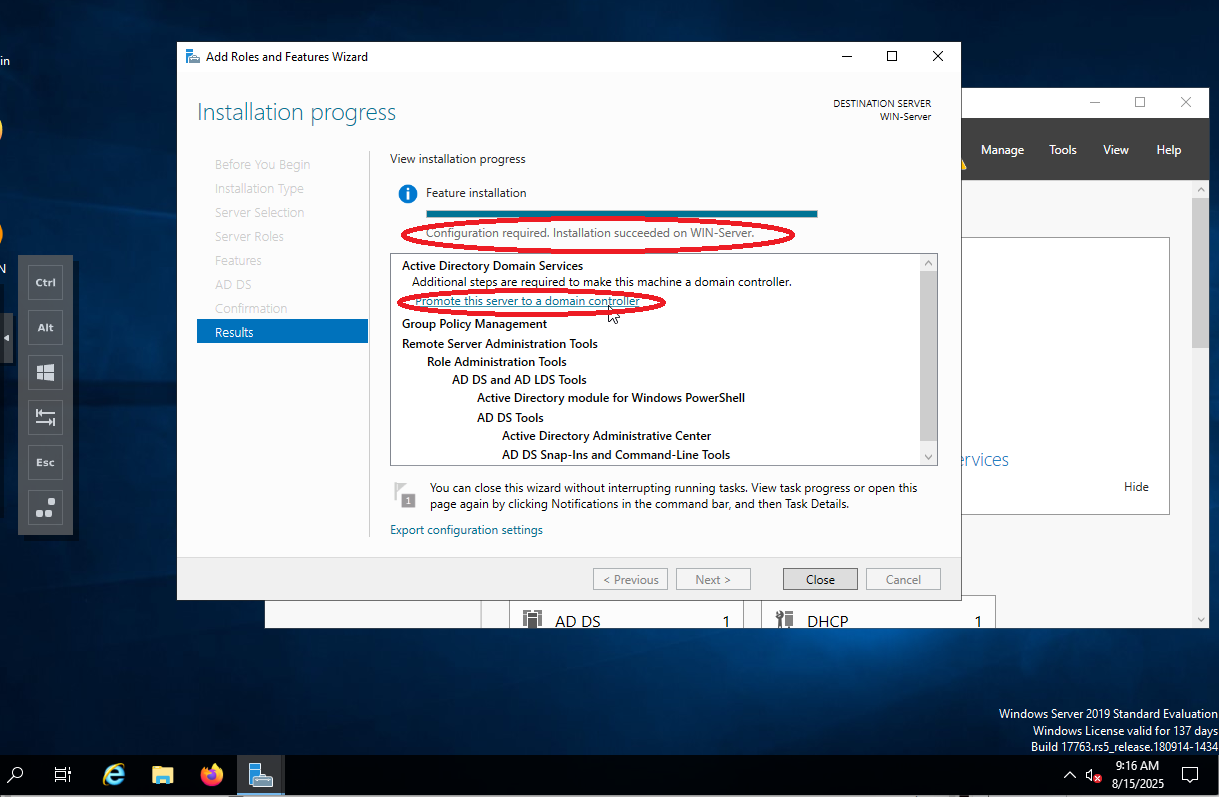 in
N
Ctrl
Alt
Esc
Add Roles and Features Wizard
Installation progress
DESTINATION SERVER
WIN-Server
Before You Begin
Installation Type
Server Selection
Server Roles
Features
AD DS
Confirmation
Results
View installation progress
Feature installation
Configuration required. Installation succeeded on WIN-Server.
Active Directory Domain Services
Additional steps are required to make this machine a domain controller.
Promote this server to a domain controller
Group Policy Management
Remote Server Administration Tools
Role Administration Tools
AD DS and AD LDS Tools
Active Directory module for Windows PowerShell
AD DS Tools
Active Directory Administrative Center
AD DS Snap-Ins and Command-Line Tools
1
You can close this wizard without interrupting running tasks. View task progress or open this
page again by clicking Notifications in the command bar, and then Task Details.
Export configuration settings
< Previous
Next >
Close
Cancel
Manage
Tools
View
Help
ervices
Hide
AD DS 1
DHCP 1
Windows Server 2019 Standard Evaluation
Windows License valid for 137 days
Build 17763.rs5_release.180914-1434
9:16 AM
8/15/2025